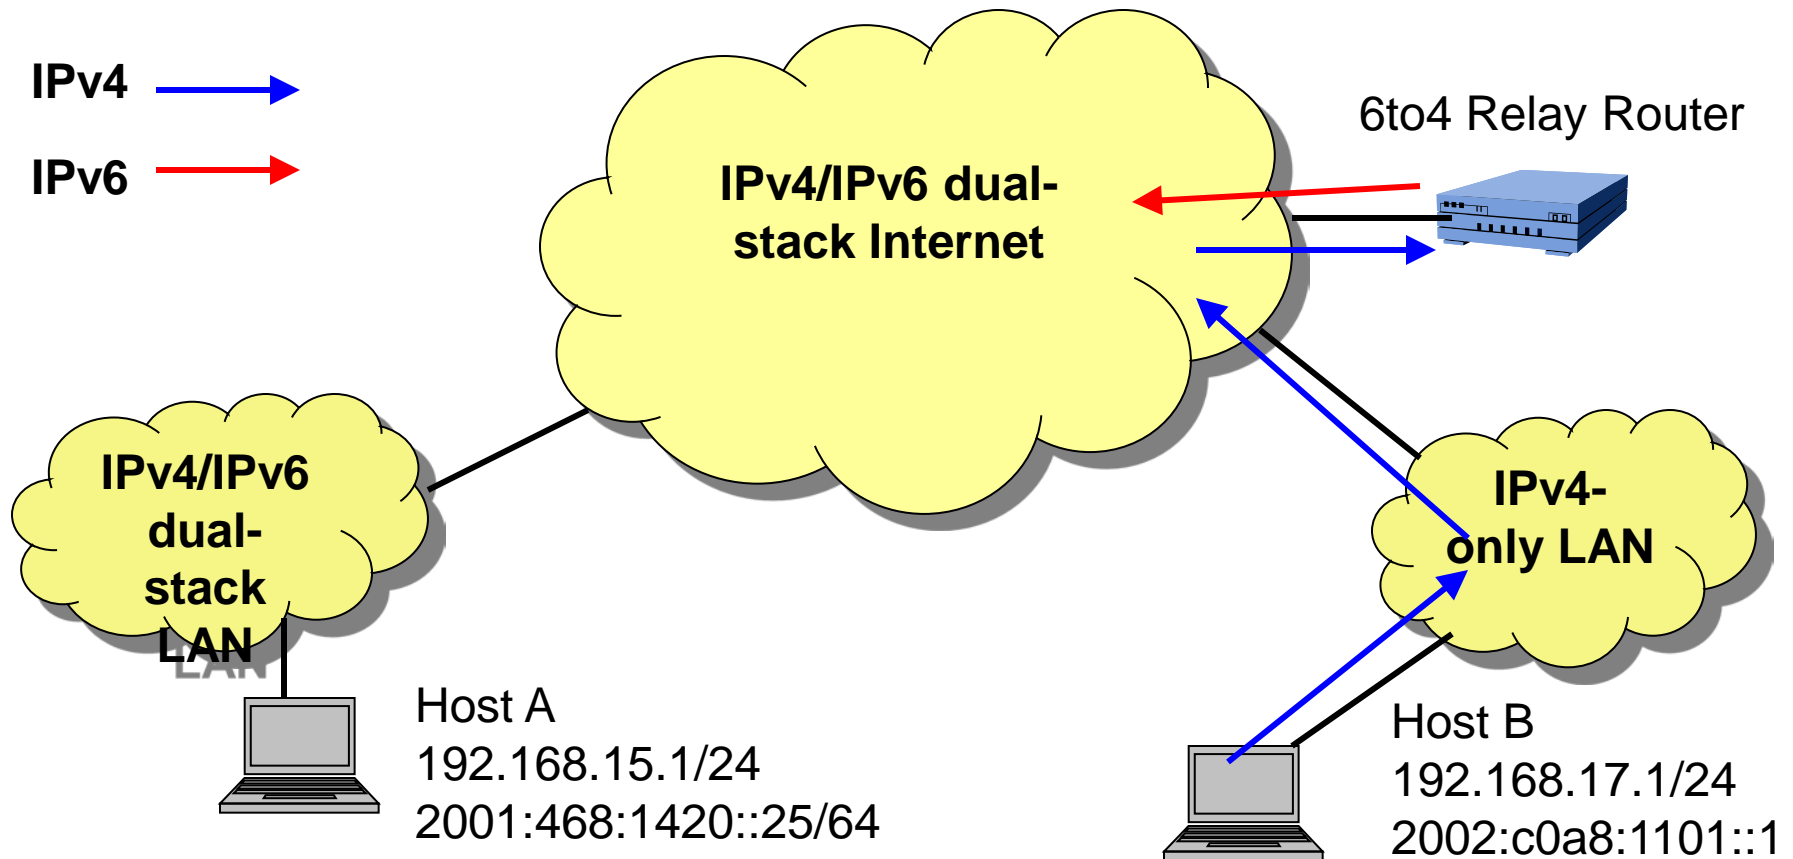 IPv4
IPv6
6to4 Relay Router
IPv4/IPv6 dual-
stack Internet
IPv4/IPv6
dual-
stack
LAN
IPv4-
only LAN
Host A
192.168.15.1/24
2001:468:1420::25/64
Host B
192.168.17.1/24
2002:c0a8:1101::1